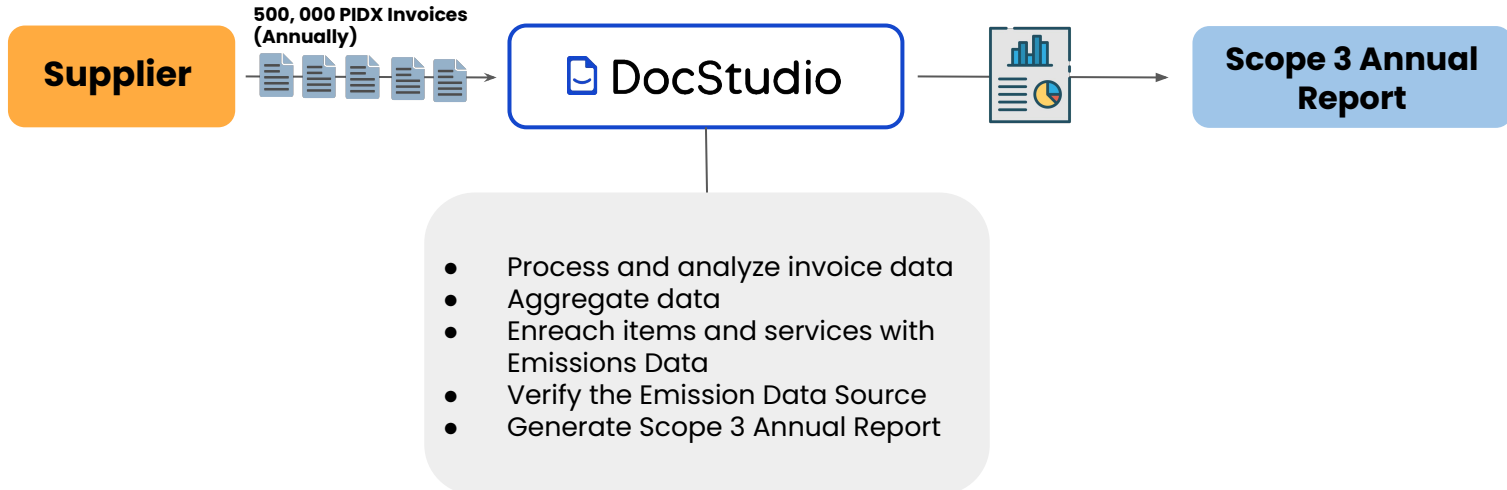 500, 000 PIDX Invoices
(Annually)
Supplier
DocStudio
Scope 3 Annual
Report
● Process and analyze invoice data
● Aggregate data
● Enreach items and services with
Emissions Data
● Verify the Emission Data Source
● Generate Scope 3 Annual Report